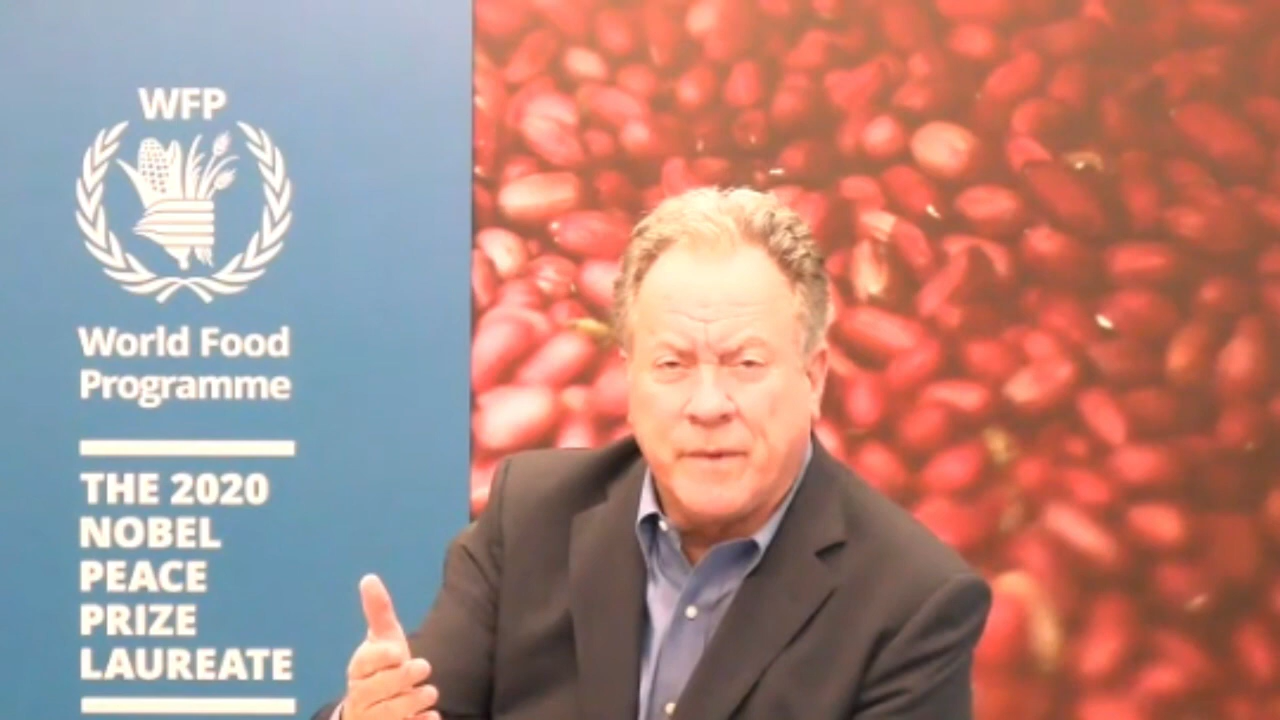 WFP
World Food
Programme
THE 2020
NOBEL
PEACE
PRIZE
LAUREATE